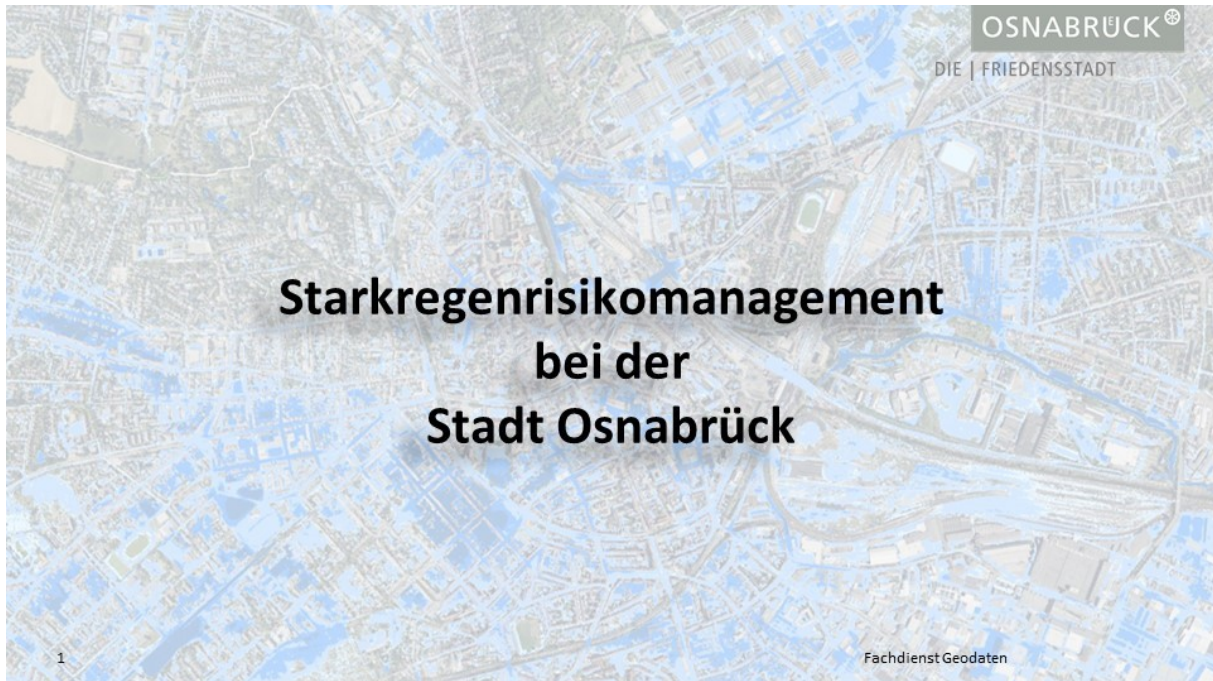 OSNABRÜCK
DIE | FRIEDENSSTADT
Starkregenrisikomanagement
bei der
Stadt Osnabrück
1
Fachdienst Geodaten